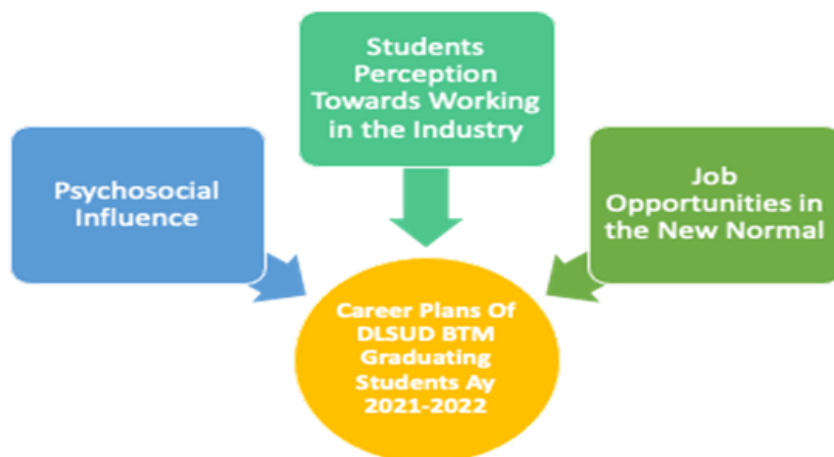 Students
Perception
Towards Working
in the Industry
Psychosocial
Influence
Job
Opportunities in
the New Normal
Career Plans Of
DLSUD BTM
Graduating
Students Ay
2021-2022